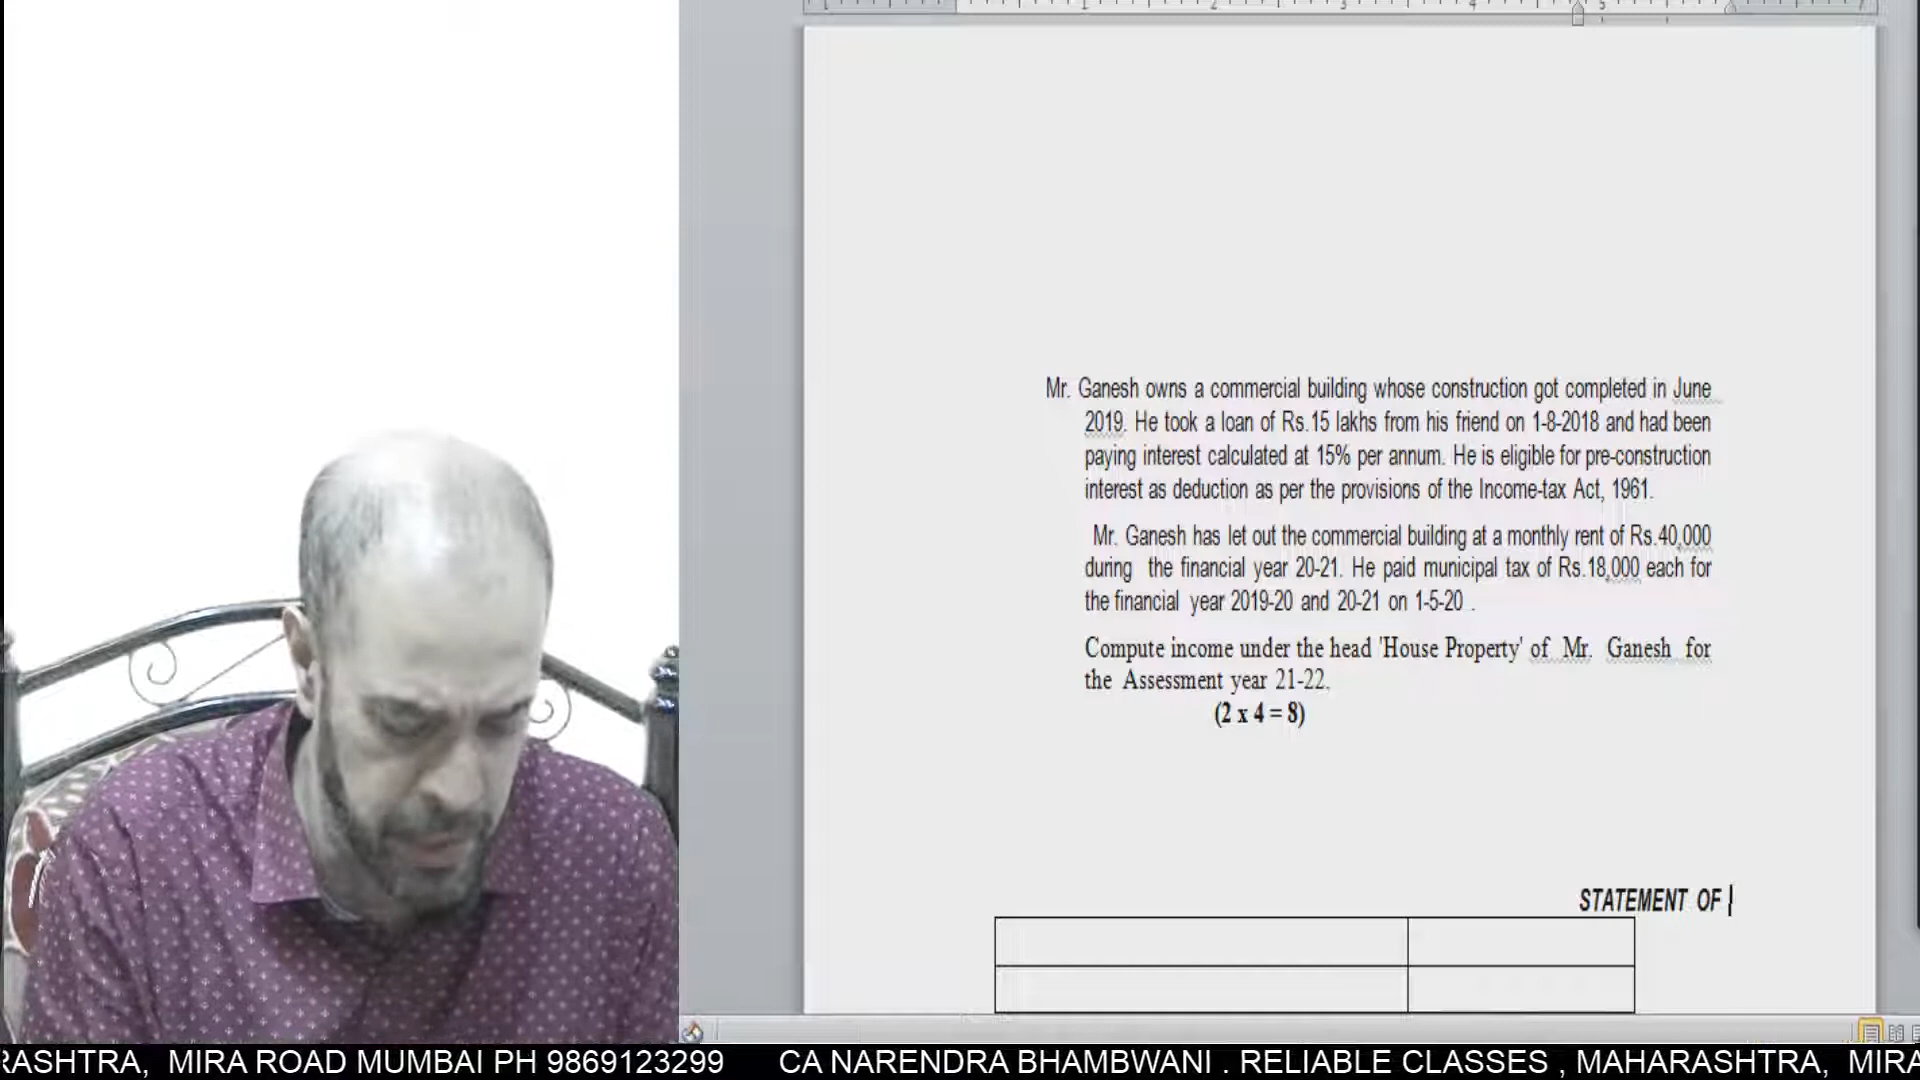 Mr. Ganesh owns a commercial building whose construction got completed in June
2019. He took a loan of Rs.15 lakhs from his friend on 1-8-2018 and had been
paying interest calculated at 15% per annum. He is eligible for pre-construction
interest as deduction as per the provisions of the Income-tax Act, 1961.
Mr. Ganesh has let out the commercial building at a monthly rent of Rs.40,000
during the financial year 20-21. He paid municipal tax of Rs.18,000 each for
the financial year 2019-20 and 20-21 on 1-5-20 .
Compute income under the head 'House Property' of Mr. Ganesh for
the Assessment year 21-22.
(2 x 4 = 8)
STATEMENT OF
RASHTRA, MIRA ROAD MUMBAI PH 9869123299 CA NARENDRA BHAMBWANI . RELIABLE CLASSES , MAHARASHTRA, MIRA